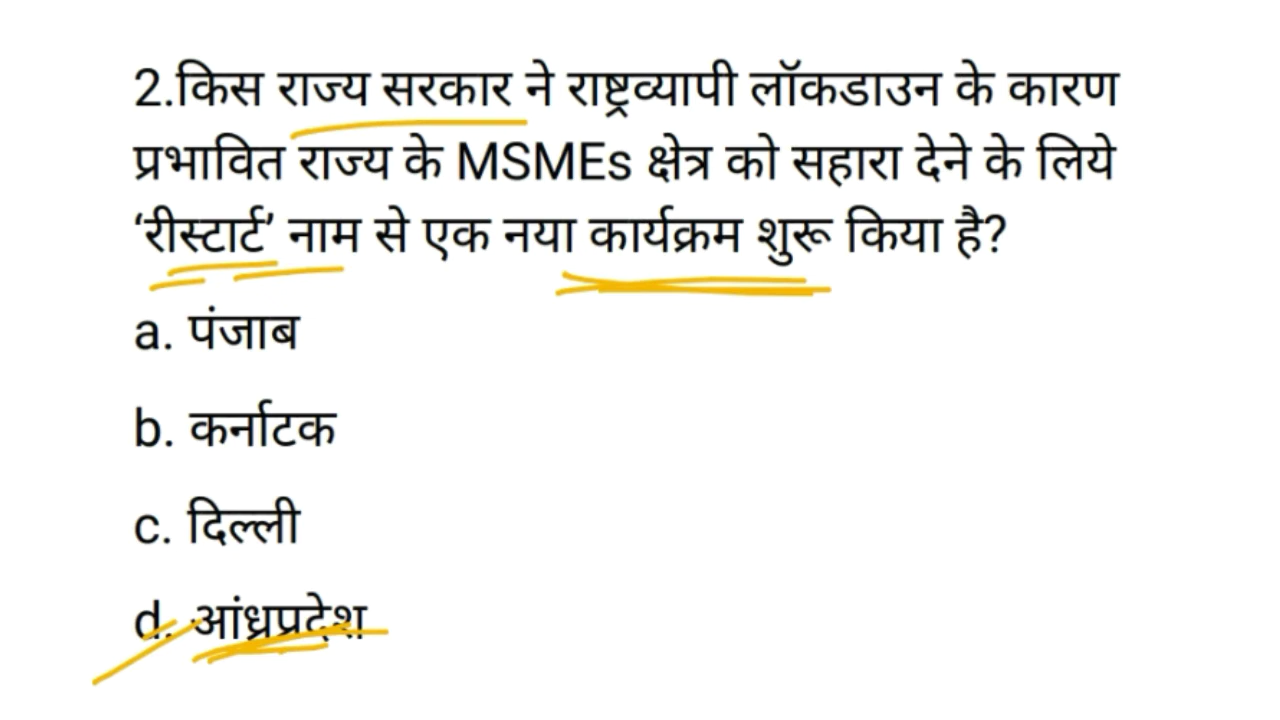 2.किस राज्य सरकार ने राष्ट्रव्यापी लॉकडाउन के कारण
प्रभावित राज्य के MSMEs क्षेत्र को सहारा देने के लिये
‘रीस्टार्ट’ नाम से एक नया कार्यक्रम शुरू किया है?
a. पंजाब
b. कर्नाटक
c. दिल्ली
d. आंध्रप्रदेश